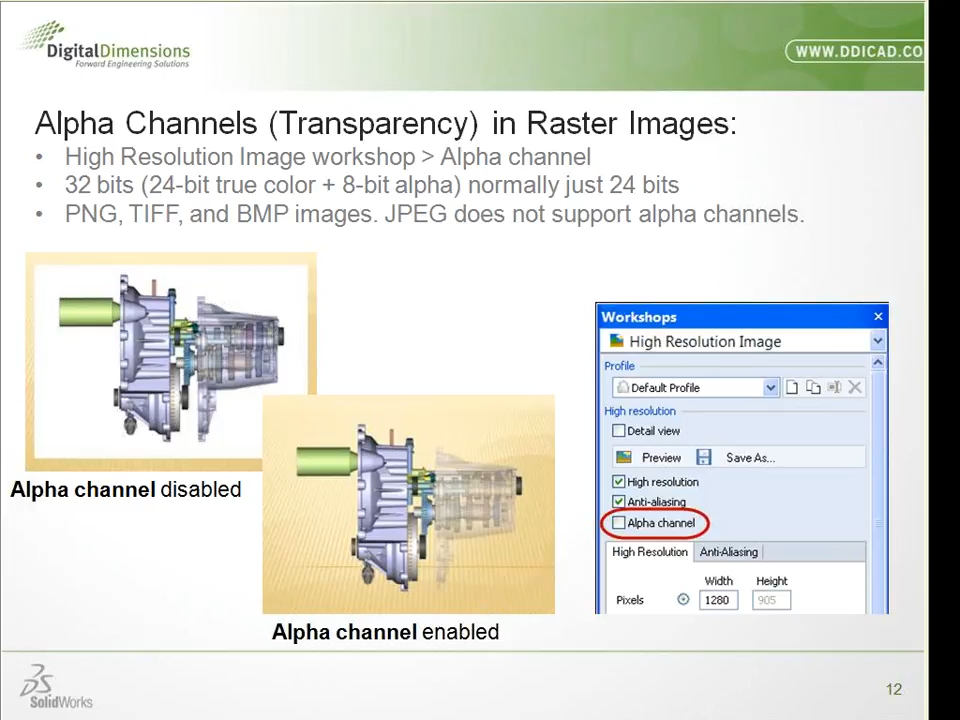 DigitalDimensions
Forward Engineering Solutions
WWW.DDICAD.CO
Alpha Channels (Transparency) in Raster Images:
• High Resolution Image workshop > Alpha channel
• 32 bits (24-bit true color + 8-bit alpha) normally just 24 bits
• PNG, TIFF, and BMP images. JPEG does not support alpha channels.
Alpha channel disabled
Alpha channel enabled
Workshops
High Resolution Image
Profile
Default Profile
High resolution
Detail view
Preview Save As...
High resolution
Anti-aliasing
Alpha channel
High Resolution Anti-Aliasing
Width Height
Pixels 1280 905
SolidWorks
12